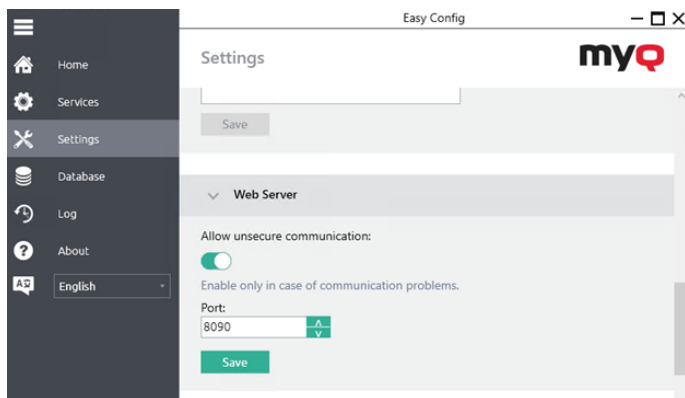 Easy Config
Home
Services
Settings
Database
Log
About
English
Settings
myQ
Save
Web Server
Allow unsecure communication:
Enable only in case of communication problems.
Port:
8090
Save